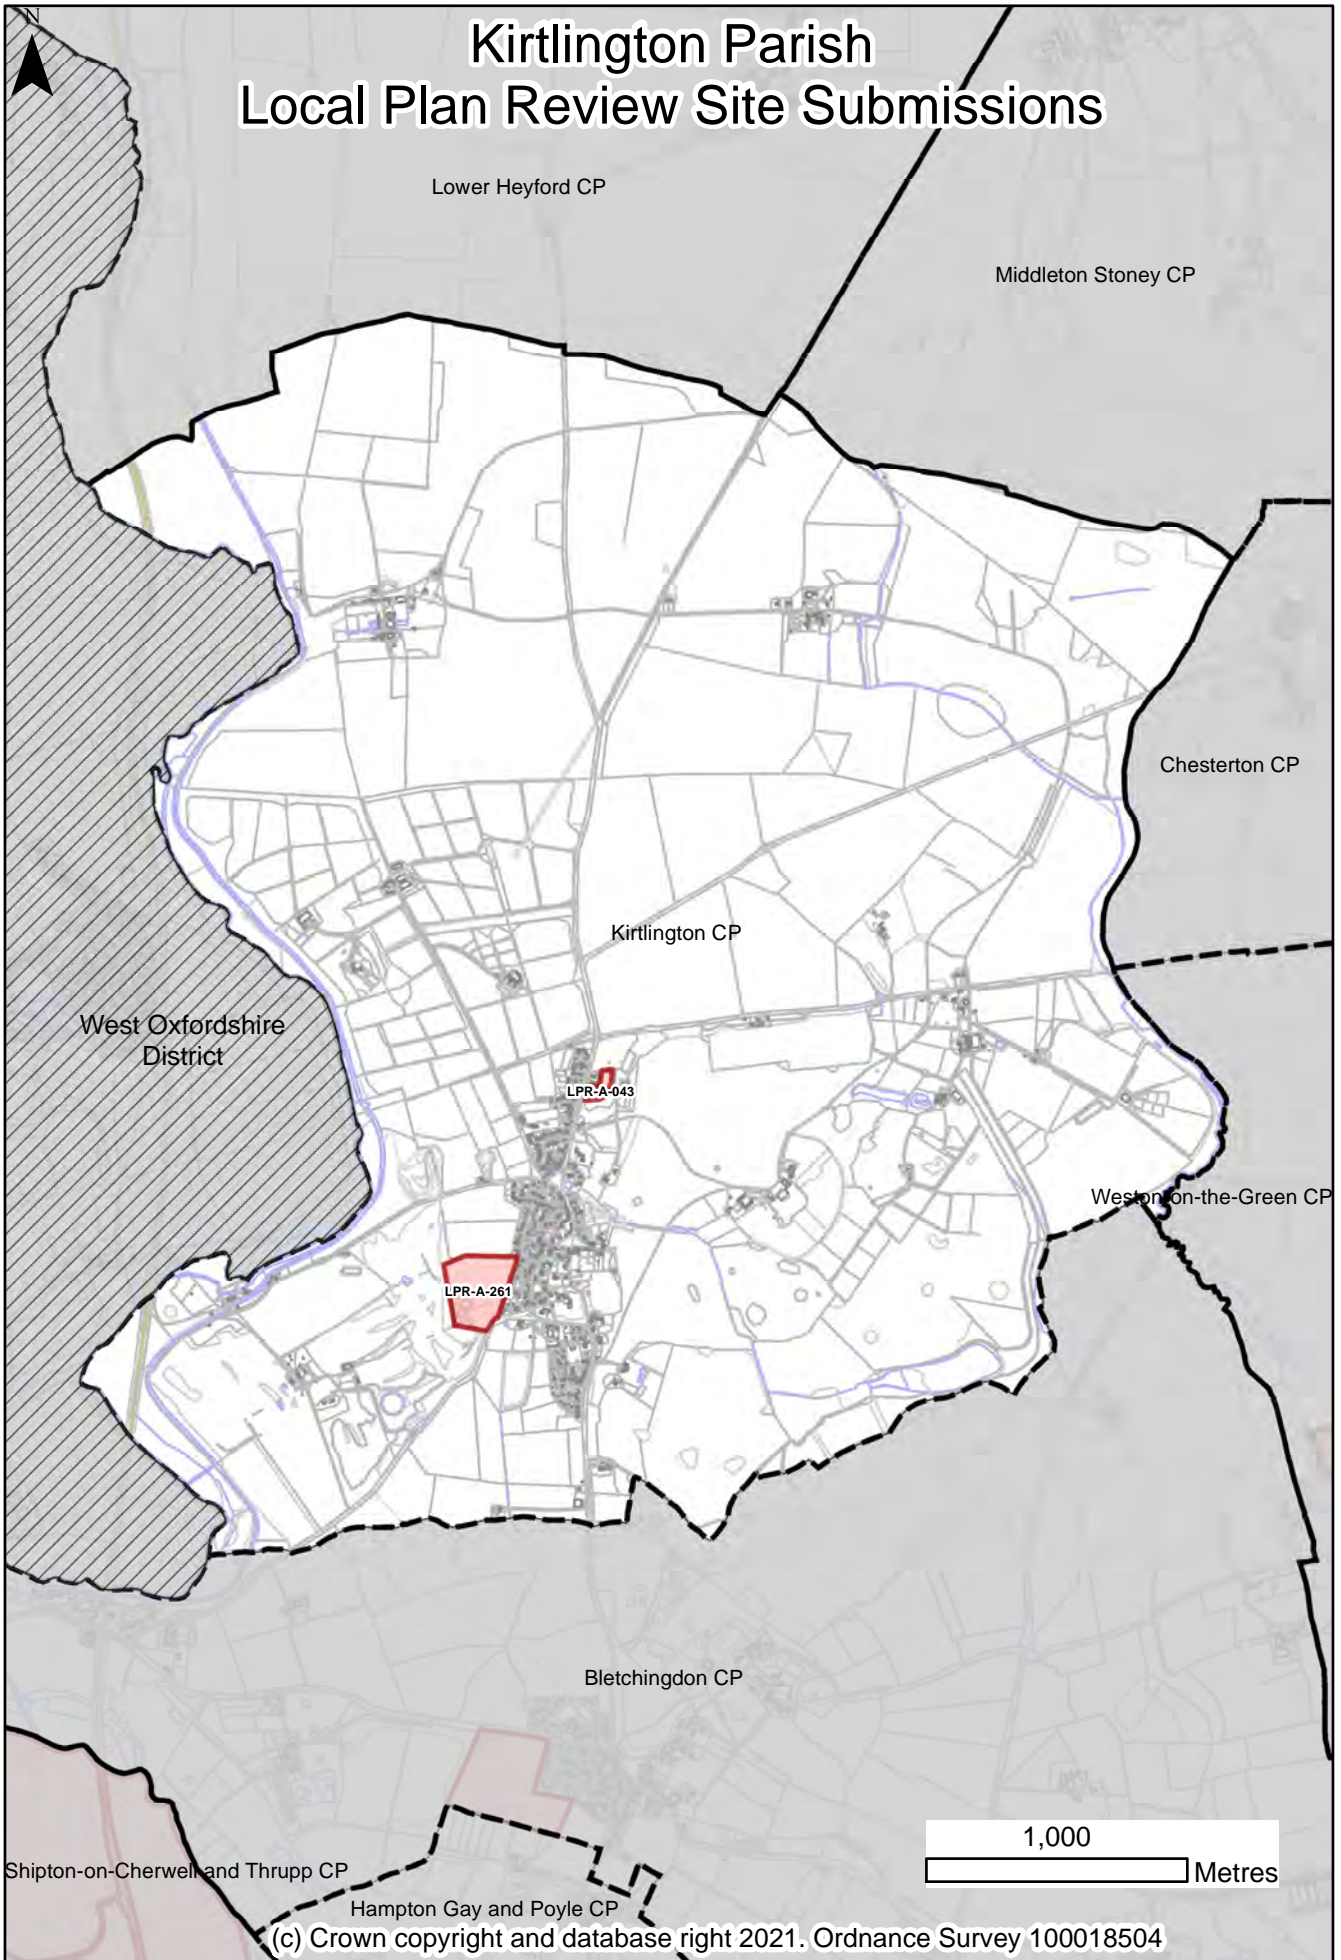 N
Kirtlington Parish
Local Plan Review Site Submissions
Lower Heyford CP
Middleton Stoney CP
Chesterton CP
Kirtlington CP
West Oxfordshire
District
LPR-A-043
Weston-on-the-Green CP
LPR-A-261
Bletchingdon CP
1,000
Metres
Shipton-on-Cherwell and Thrupp CP
Hampton Gay and Poyle CP
(c) Crown copyright and database right 2021. Ordnance Survey 100018504